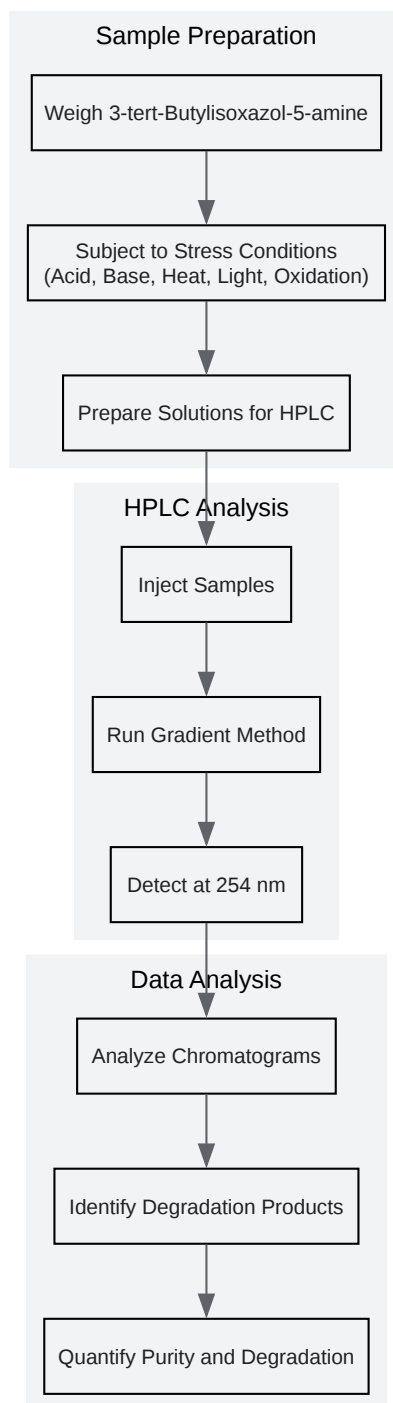 Sample Preparation
Weigh 3-tert-Butylisoxazol-5-amine
Subject to Stress Conditions
(Acid, Base, Heat, Light, Oxidation)
Prepare Solutions for HPLC
HPLC Analysis
Inject Samples
Run Gradient Method
Detect at 254 nm
Data Analysis
Analyze Chromatograms
Identify Degradation Products
Quantify Purity and Degradation